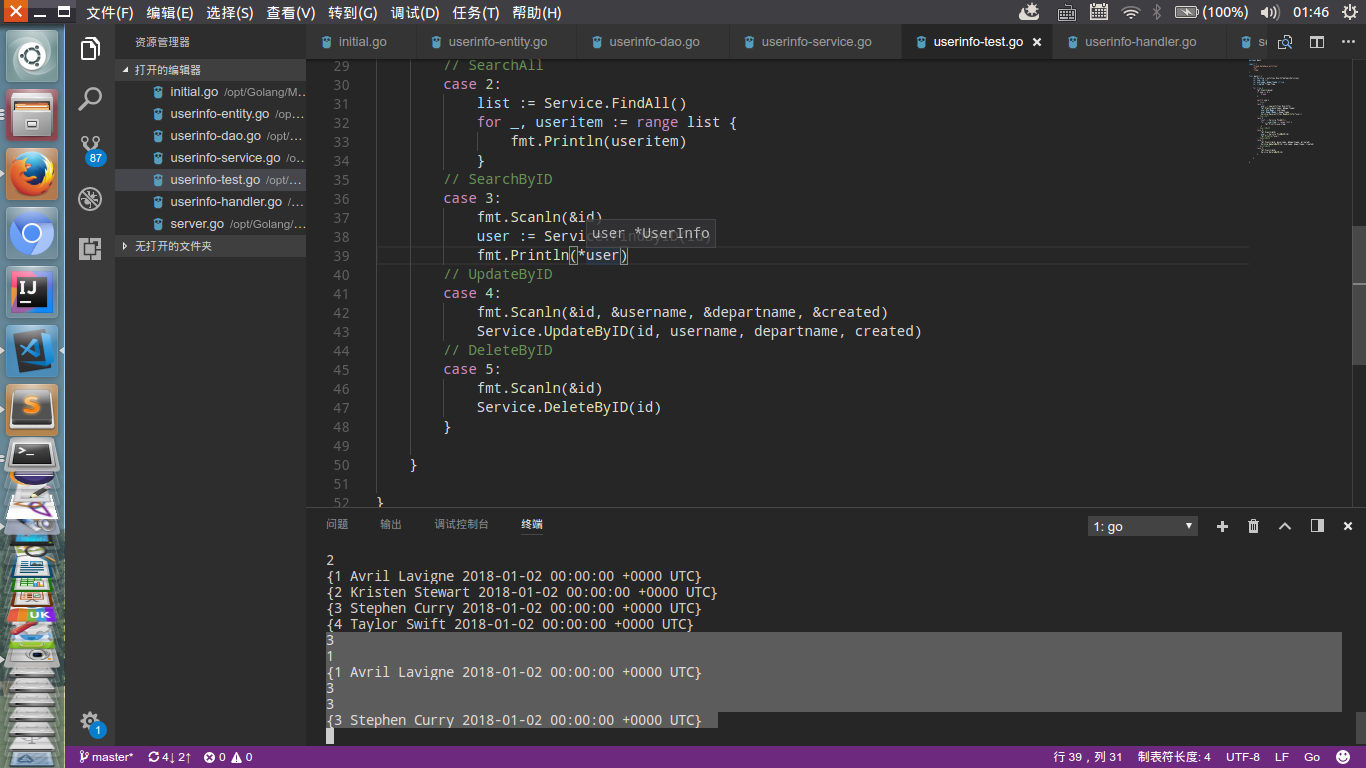 文件(F) 编辑(E) 选择(S) 查看(V) 转到(G) 调试(D) 任务(T) 帮助(H)
(100%) 01:46
资源管理器
打开的编辑器
initial.go /opt/Golang/M...
userinfo-entity.go /op...
userinfo-dao.go /opt/...
userinfo-service.go /o...
userinfo-test.go /opt/...
userinfo-handler.go /...
server.go /opt/Golang/...
无打开的文件夹
87
1
initial.go userinfo-entity.go userinfo-dao.go userinfo-service.go userinfo-test.go userinfo-handler.go
29 // SearchAll
30 case 2:
31 list := Service.FindAll()
32 for _, useritem := range list {
33 fmt.Println(useritem)
34 }
35 // SearchByID
36 case 3:
37 fmt.Scanln(&id)
user *UserInfo
38 user := Servi
39 fmt.Println(*user)
40 // UpdateByID
41 case 4:
42 fmt.Scanln(&id, &username, &departname, &created)
43 Service.UpdateByID(id, username, departname, created)
44 // DeleteByID
45 case 5:
46 fmt.Scanln(&id)
47 Service.DeleteByID(id)
48 }
49
50 }
51
52 }
问题 输出 调试控制台 终端 1: go
2
{1 Avril Lavigne 2018-01-02 00:00:00 +0000 UTC}
{2 Kristen Stewart 2018-01-02 00:00:00 +0000 UTC}
{3 Stephen Curry 2018-01-02 00:00:00 +0000 UTC}
{4 Taylor Swift 2018-01-02 00:00:00 +0000 UTC}
3
1
{1 Avril Lavigne 2018-01-02 00:00:00 +0000 UTC}
3
3
{3 Stephen Curry 2018-01-02 00:00:00 +0000 UTC}
master* 4↓ 2↑ 0 0 行 39，列 31 制表符长度: 4 UTF-8 LF Go
IJ
S
UK